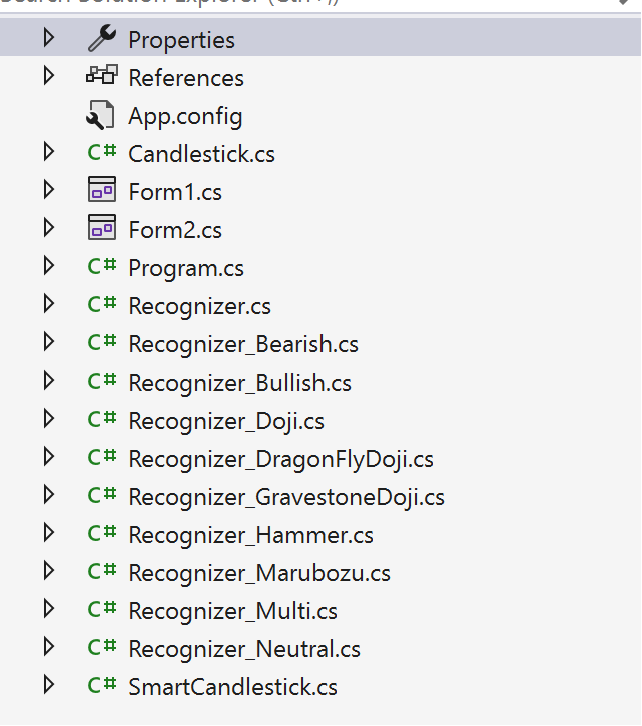 Properties
References
App.config
C# Candlestick.cs
Form1.cs
Form2.cs
C# Program.cs
C# Recognizer.cs
C# Recognizer_Bearish.cs
C# Recognizer_Bullish.cs
C# Recognizer_Doji.cs
C# Recognizer_DragonFlyDoji.cs
C# Recognizer_GravestoneDoji.cs
C# Recognizer_Hammer.cs
C# Recognizer_Marubozu.cs
C# Recognizer_Multi.cs
C# Recognizer_Neutral.cs
C# SmartCandlestick.cs